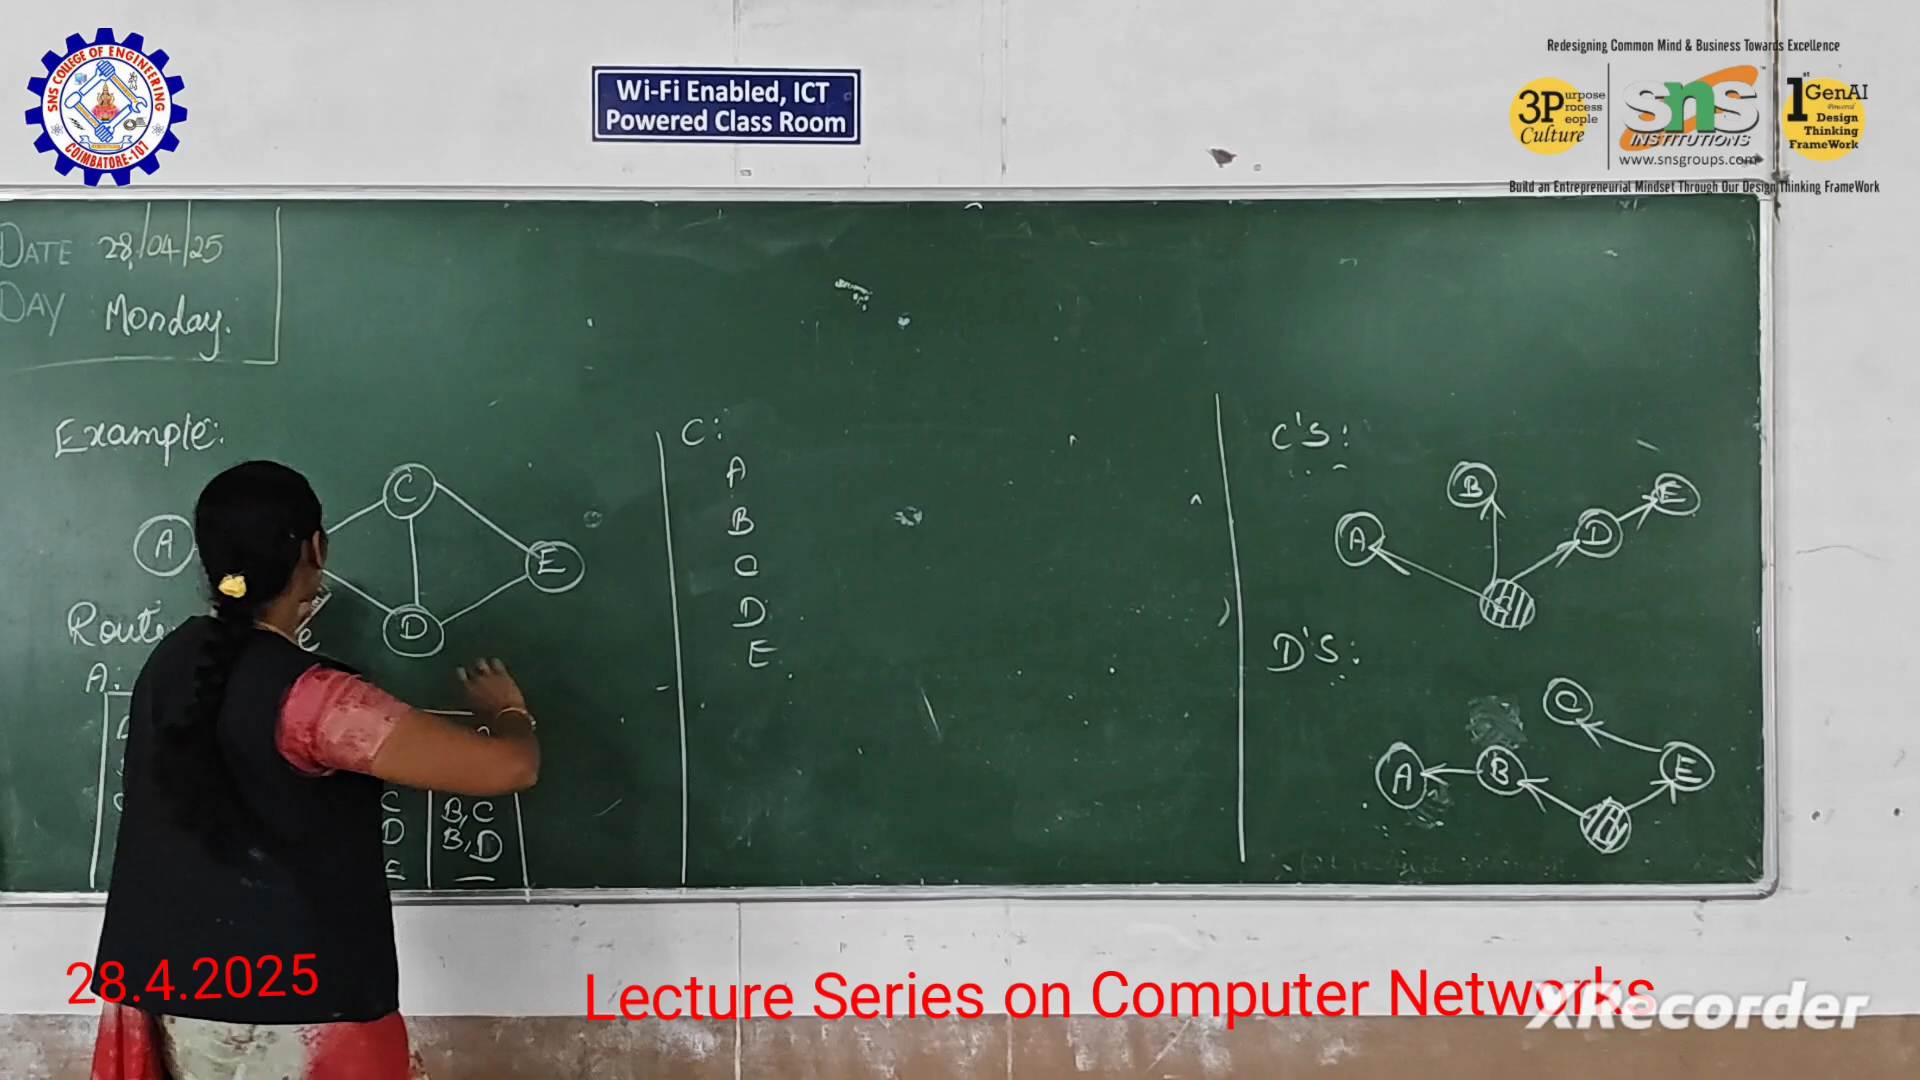 SNS COLLEGE OF ENGINEERING
COIMBATORE-107
Wi-Fi Enabled, ICT
Powered Class Room
Redesigning Common Mind & Business Towards Excellence
3P urpose rocess eople Culture
sns INSTITUTIONS
www.snsgroups.com
1st GenAI Powered Design Thinking FrameWork
Build an Entrepreneurial Mindset Through Our Design Thinking FrameWork
DATE 28/04/25
DAY Monday.
Example:
A
C
D
E
A:
C B, C
D B, D
E —
C:
A
B
C
D
E
C'S:
A
B
D
E
D'S:
A
B
C
E
28.4.2025
Lecture Series on Computer Networks
XRecorder